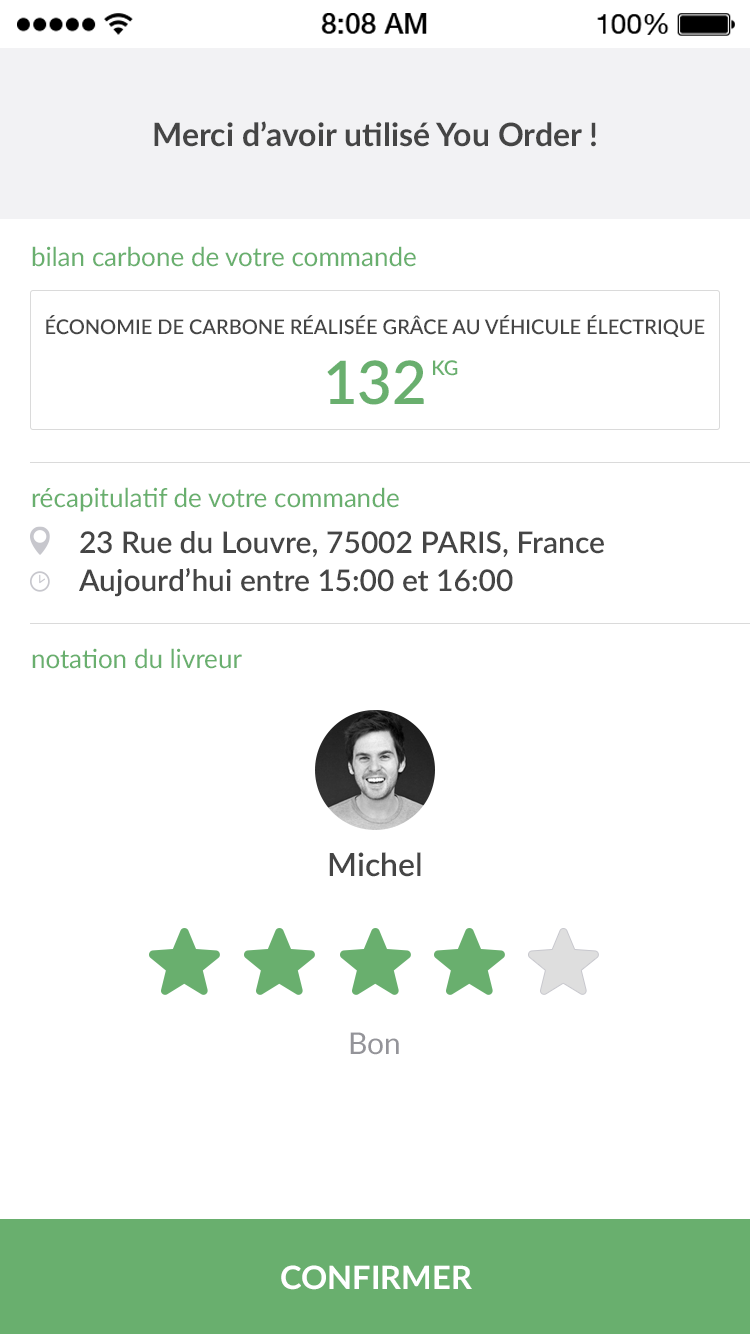 8:08 AM 100%
Merci d’avoir utilisé You Order !
bilan carbone de votre commande
ÉCONOMIE DE CARBONE RÉALISÉE GRÂCE AU VÉHICULE ÉLECTRIQUE
132 KG
récapitulatif de votre commande
23 Rue du Louvre, 75002 PARIS, France
Aujourd’hui entre 15:00 et 16:00
notation du livreur
Michel
Bon
CONFIRMER